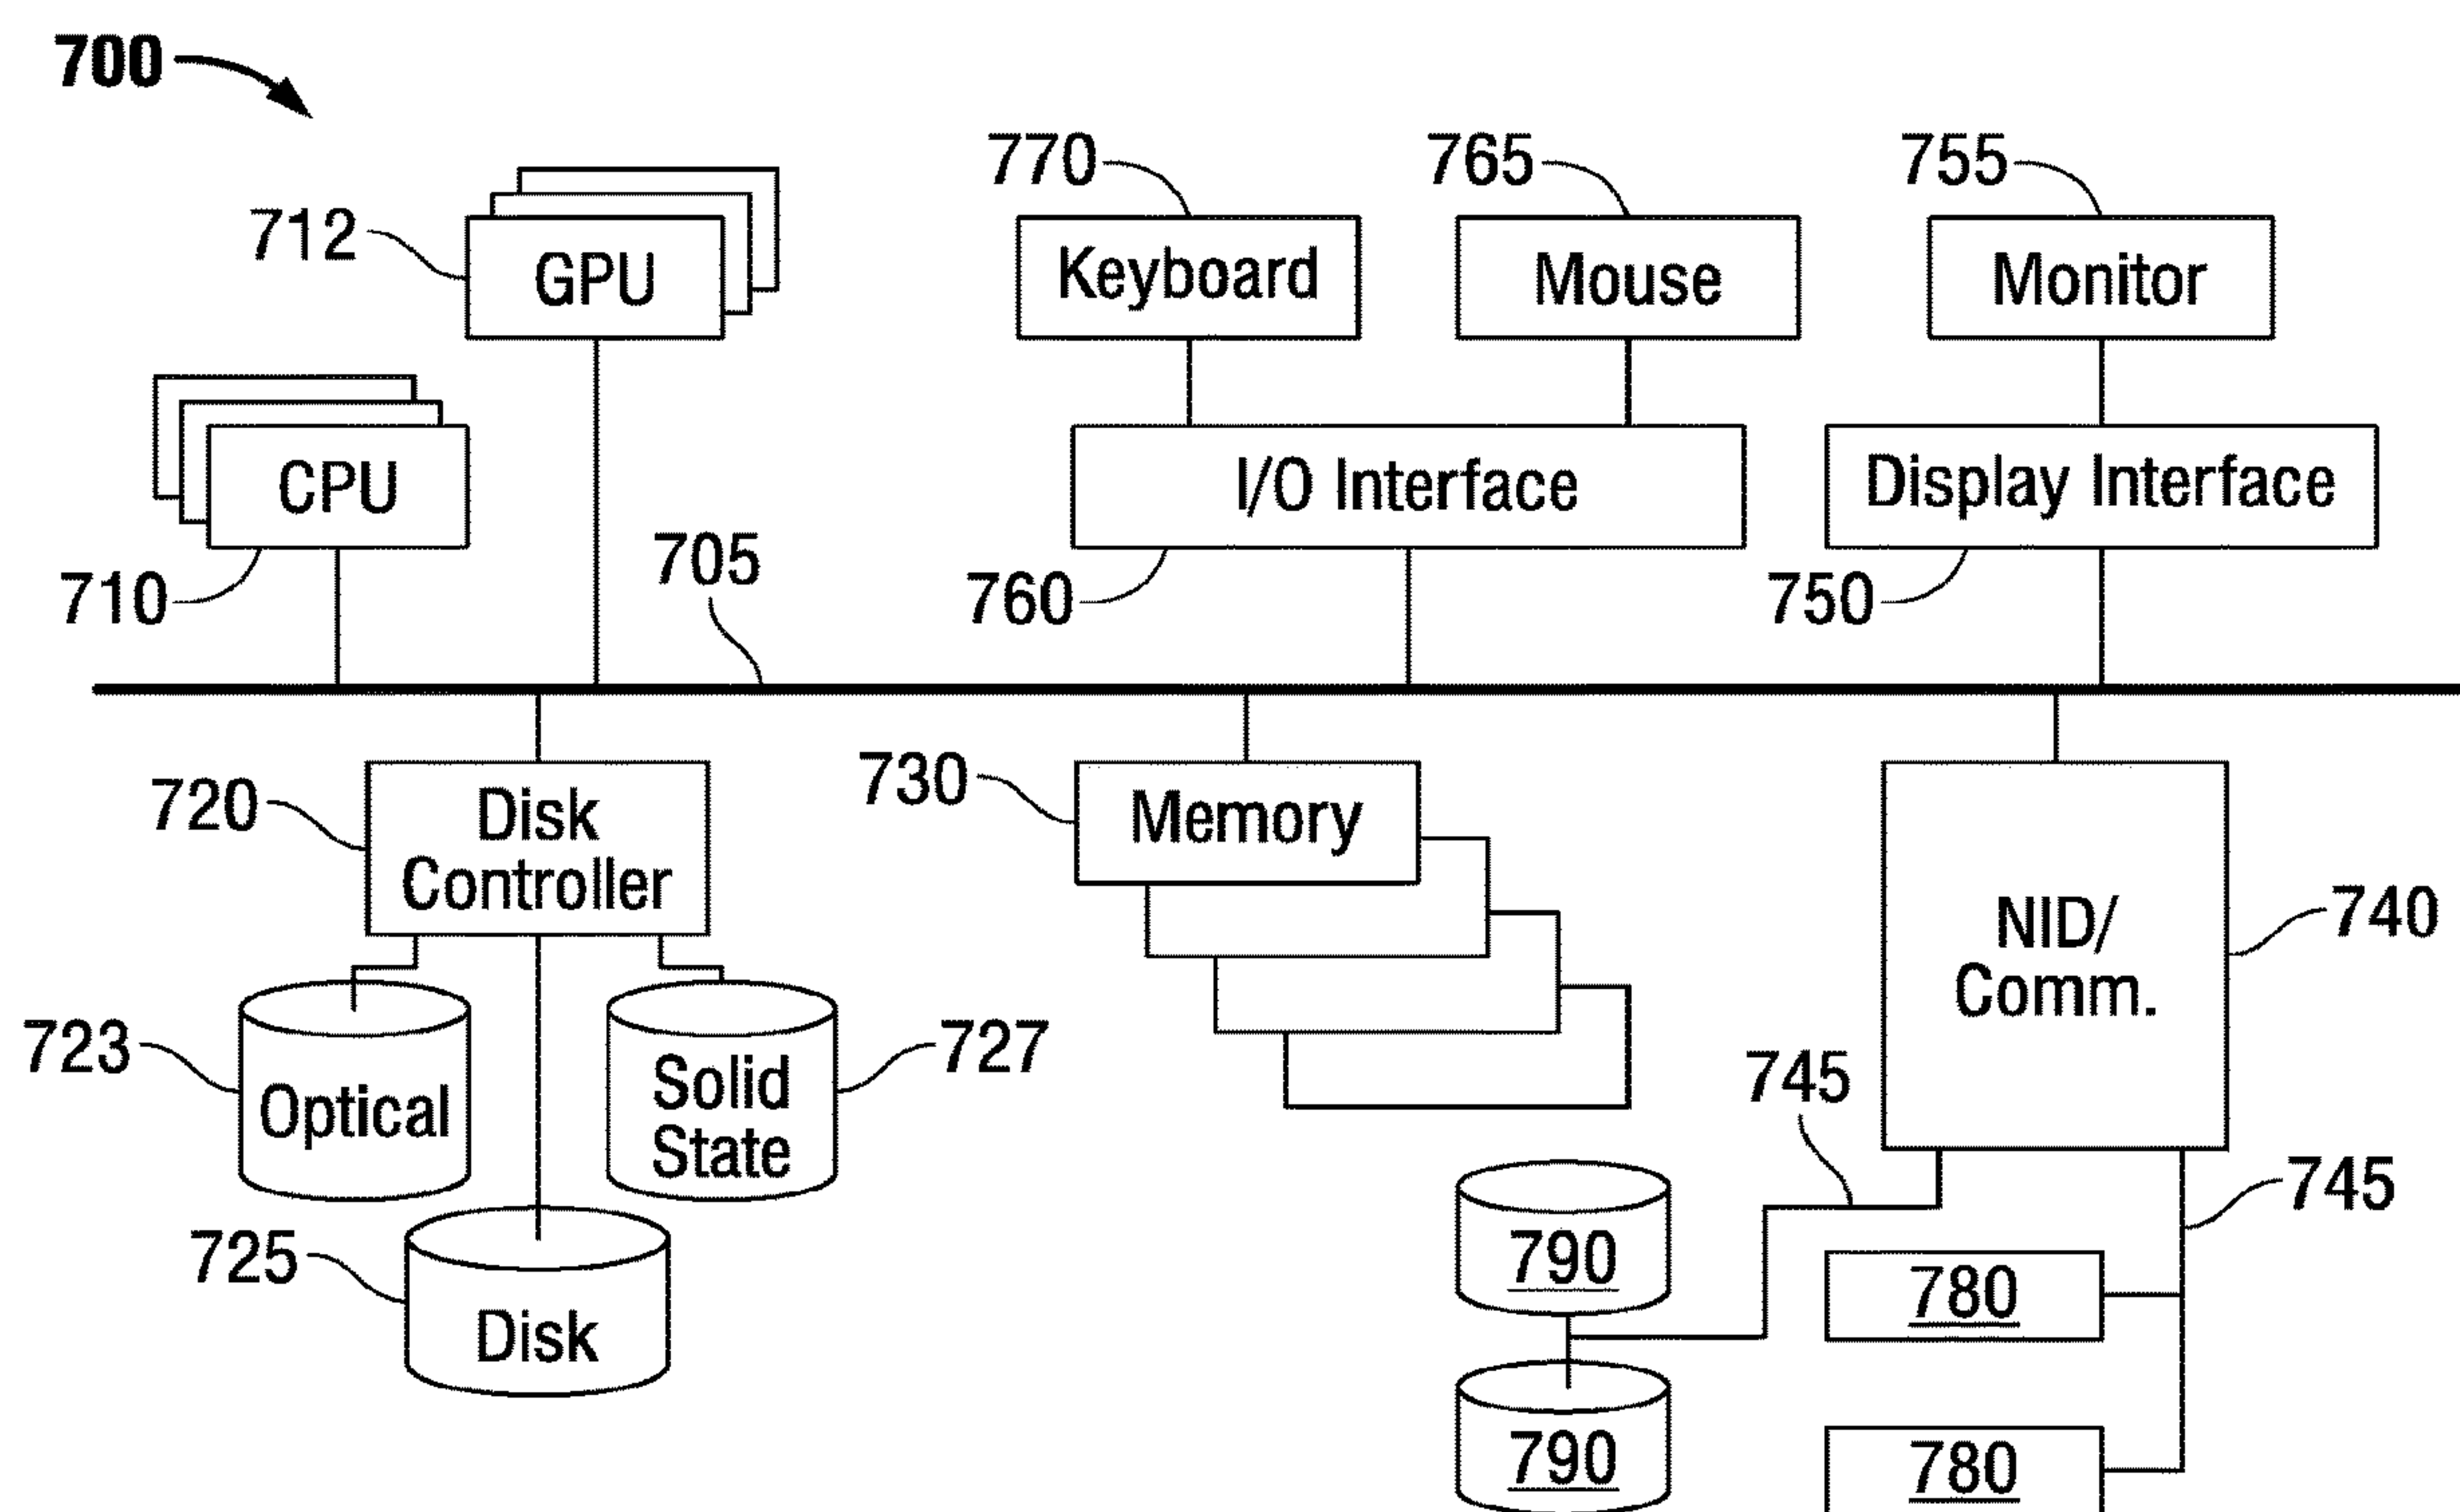 700
770
765
755
712
GPU
Keyboard
Mouse
Monitor
CPU
I/O Interface
Display Interface
710
705
760
750
720
Disk
Controller
730
Memory
NID/
Comm.
740
723
Optical
Solid
State
727
745
745
725
Disk
790
780
790
780